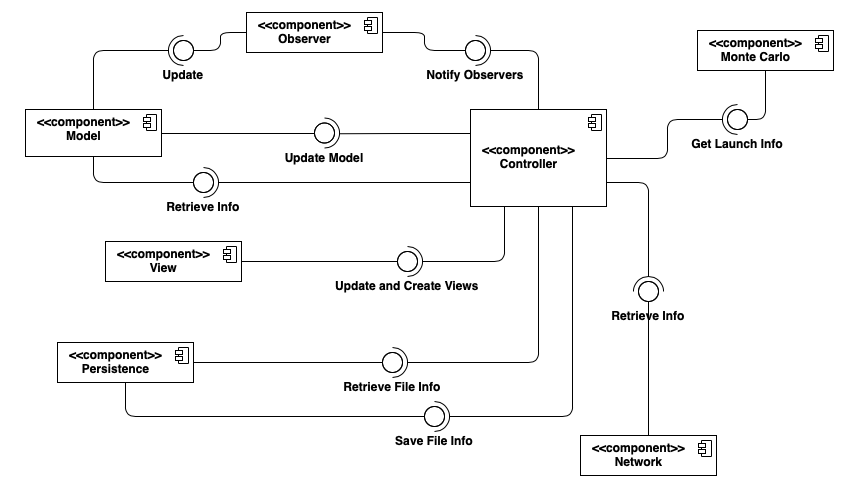 <<component>>
Observer
<<component>>
Monte Carlo
Update
Notify Observers
<<component>>
Model
<<component>>
Controller
Get Launch Info
Update Model
Retrieve Info
<<component>>
View
Update and Create Views
Retrieve Info
<<component>>
Persistence
Retrieve File Info
Save File Info
<<component>>
Network